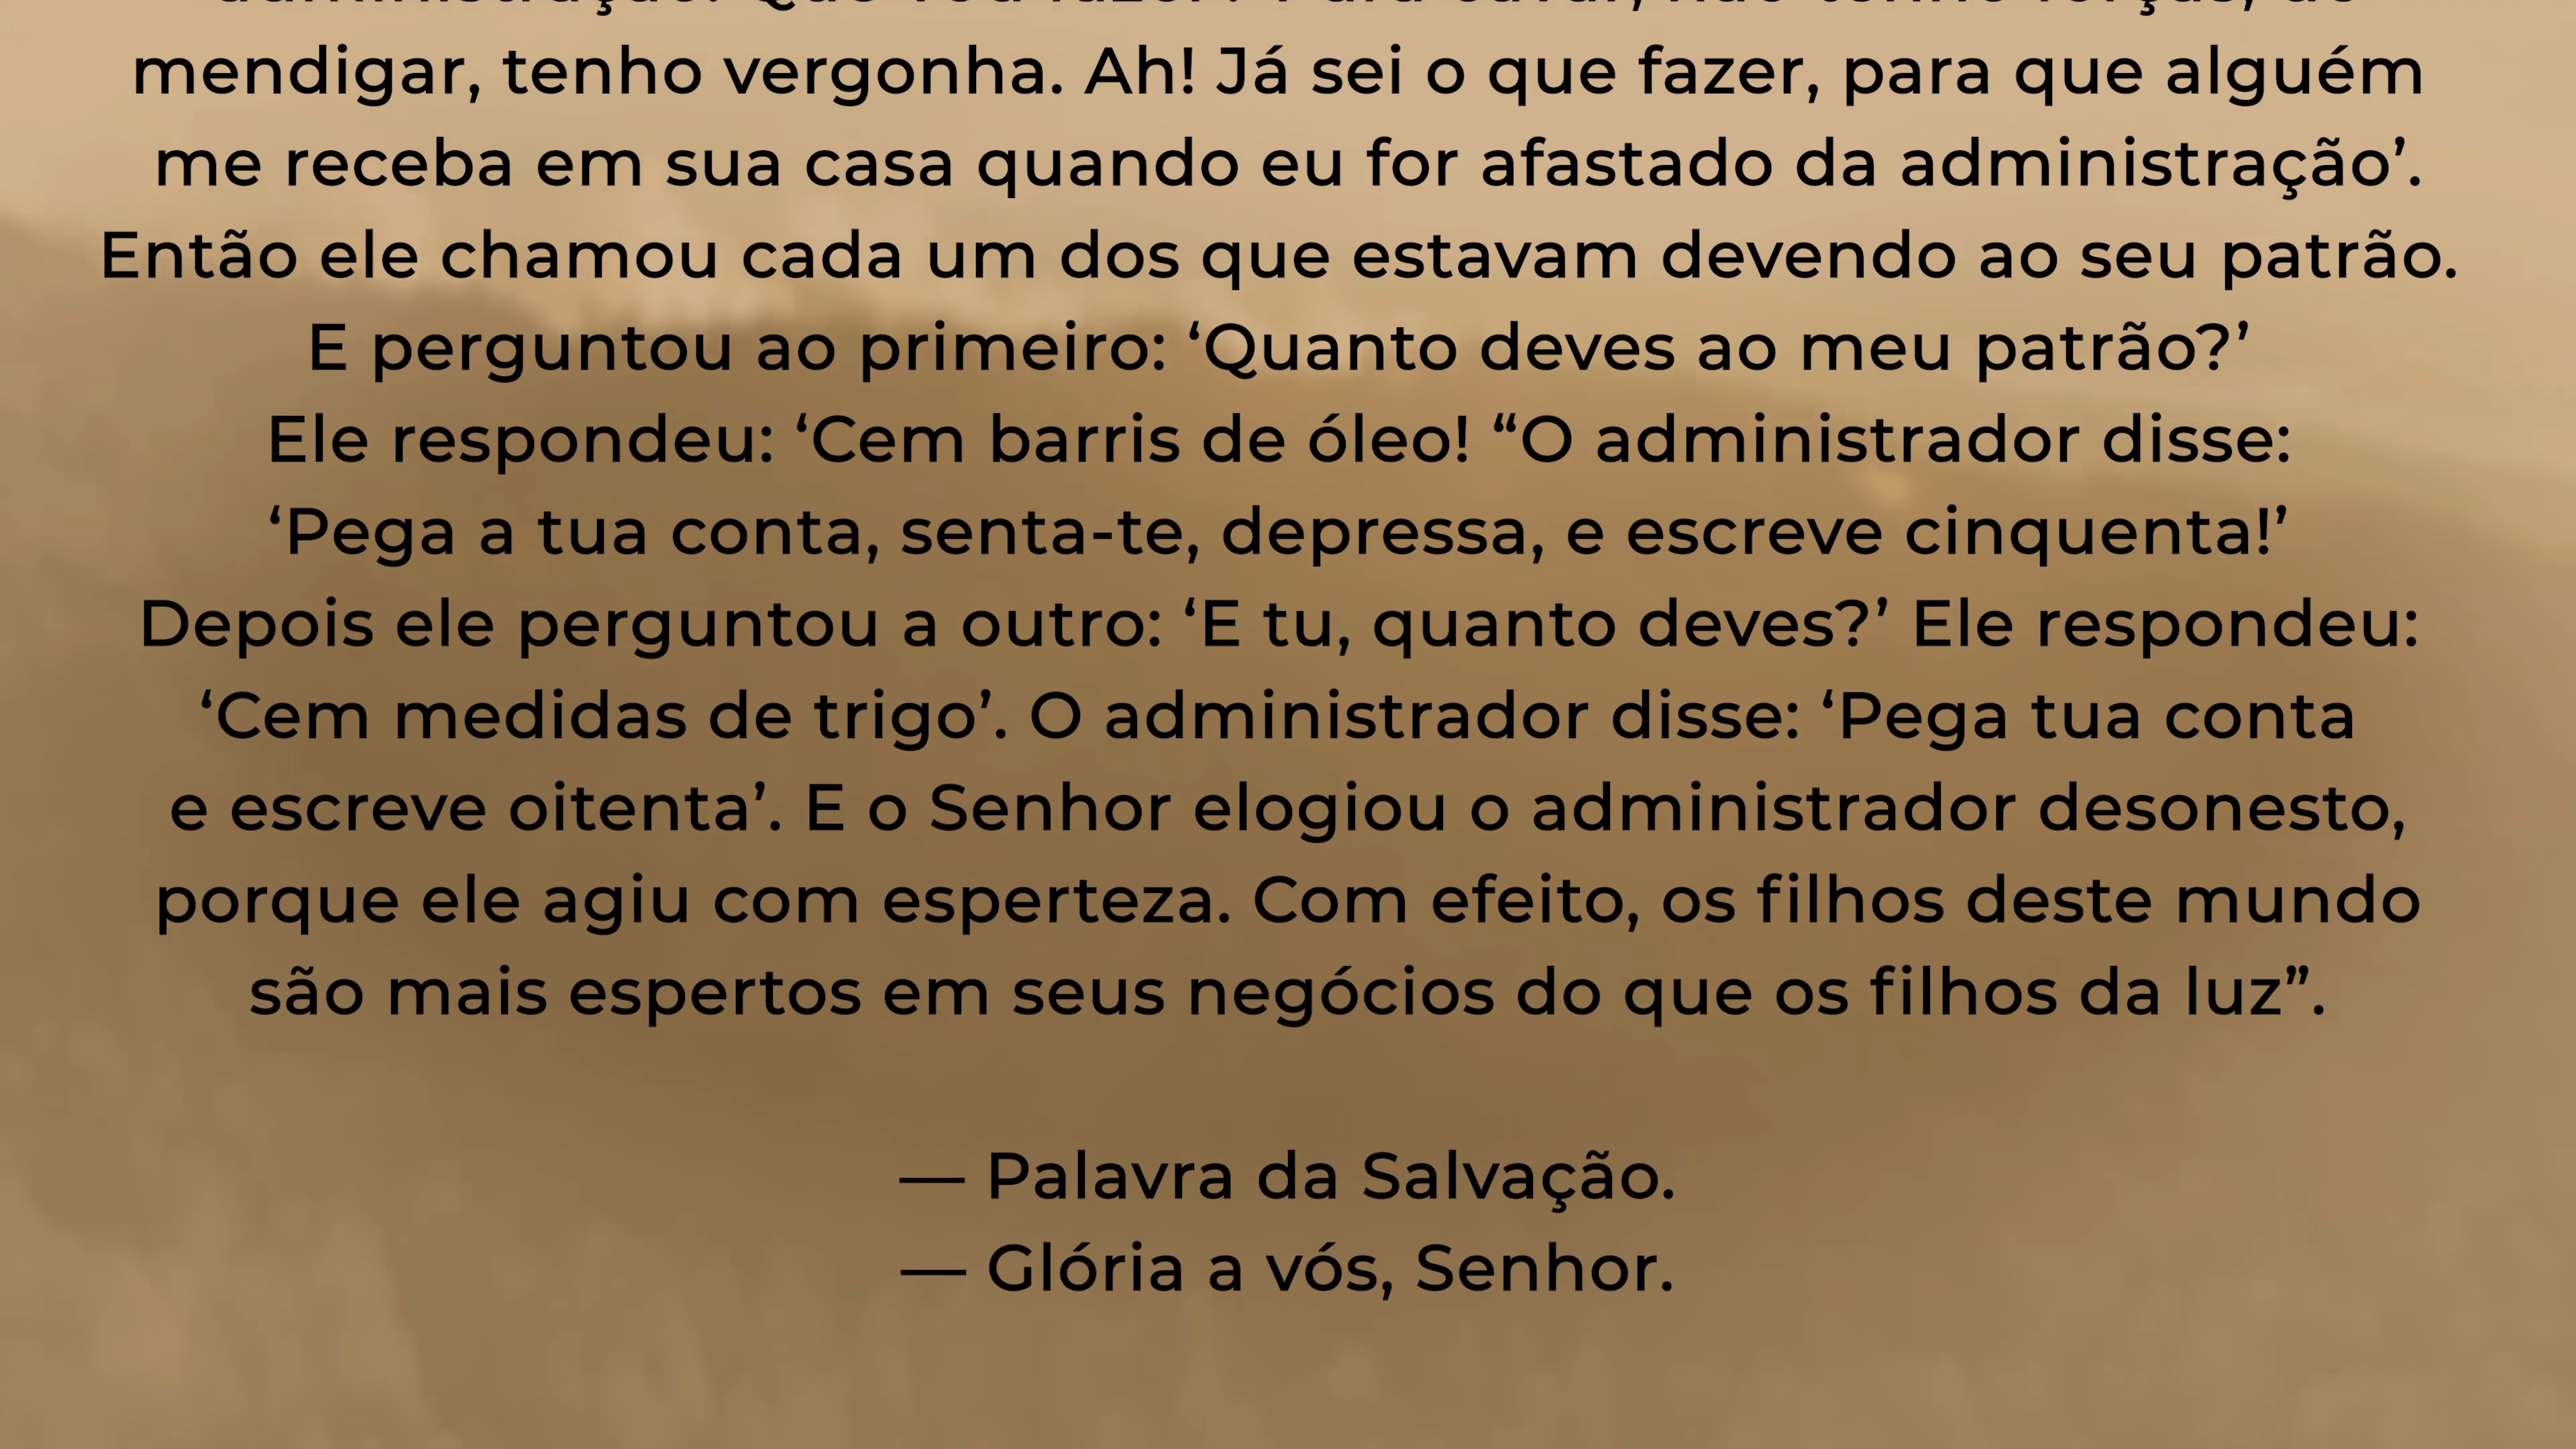 mendigar, tenho vergonha. Ah! Já sei o que fazer, para que alguém
me receba em sua casa quando eu for afastado da administração’.
Então ele chamou cada um dos que estavam devendo ao seu patrão.
E perguntou ao primeiro: ‘Quanto deves ao meu patrão?’
Ele respondeu: ‘Cem barris de óleo! “O administrador disse:
‘Pega a tua conta, senta-te, depressa, e escreve cinquenta!’
Depois ele perguntou a outro: ‘E tu, quanto deves?’ Ele respondeu:
‘Cem medidas de trigo’. O administrador disse: ‘Pega tua conta
e escreve oitenta’. E o Senhor elogiou o administrador desonesto,
porque ele agiu com esperteza. Com efeito, os filhos deste mundo
são mais espertos em seus negócios do que os filhos da luz”.
— Palavra da Salvação.
— Glória a vós, Senhor.